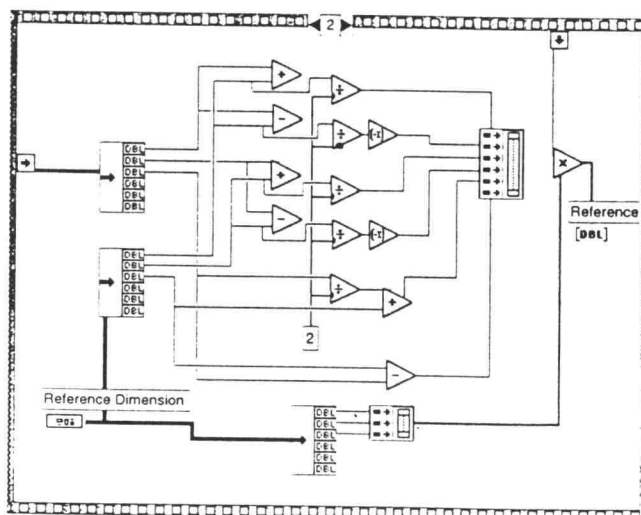 2
+
÷
−
÷
-x
DBL
DBL
DBL
DBL
DBL
DBL
+
÷
×
−
÷
-x
Reference
[DBL]
DBL
DBL
DBL
DBL
DBL
DBL
÷
+
2
−
Reference Dimension
DBL
DBL
DBL
DBL
DBL
DBL